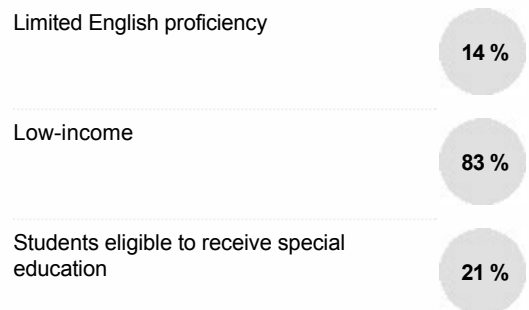 Limited English proficiency
14 %
Low-income
83 %
Students eligible to receive special
education
21 %